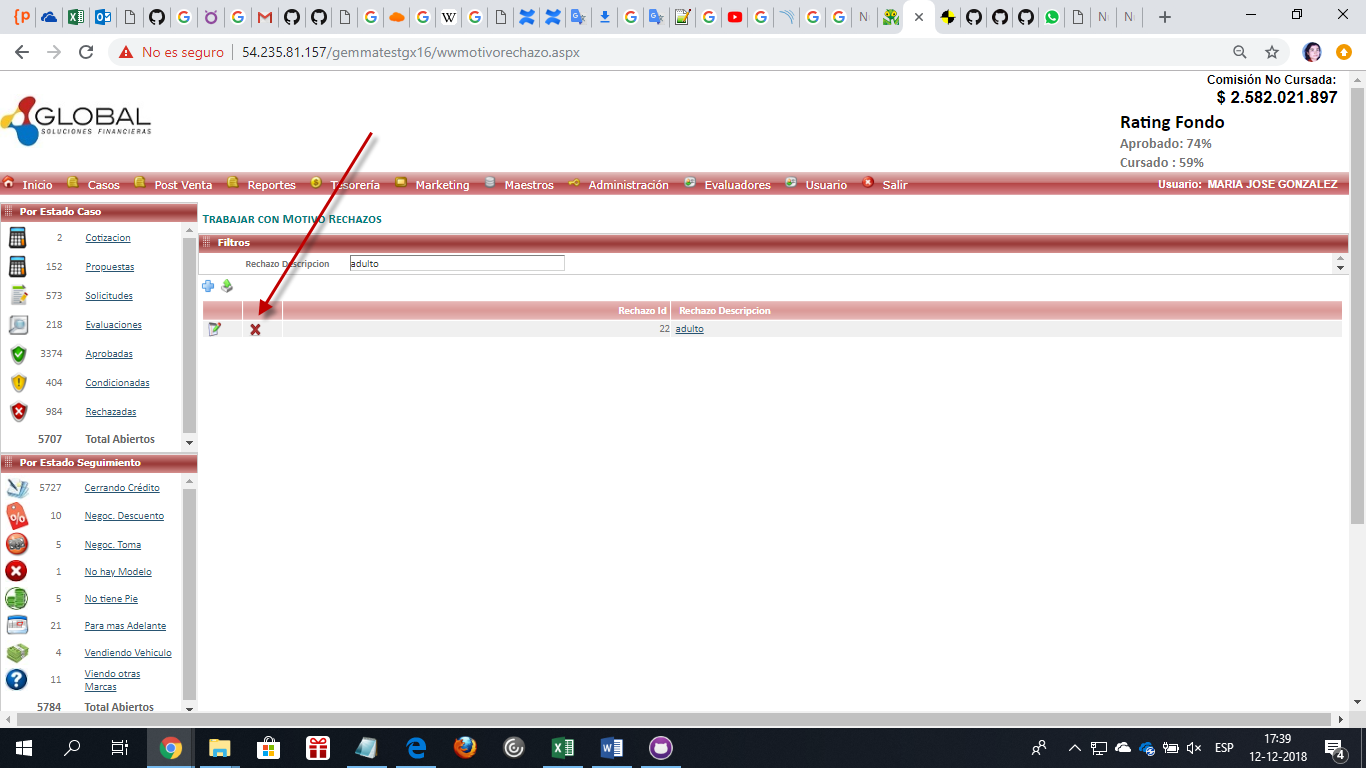 No es seguro | 54.235.81.157/gemmatestgx16/wwmotivorechazo.aspx
Comisión No Cursada:
$ 2.582.021.897
GLOBAL
SOLUCIONES FINANCIERAS
Rating Fondo
Aprobado: 74%
Cursado : 59%
Inicio Casos Post Venta Reportes Tesorería Marketing Maestros Administración Evaluadores Usuario Salir Usuario: MARIA JOSE GONZALEZ
Por Estado Caso
2 Cotizacion
152 Propuestas
573 Solicitudes
218 Evaluaciones
3374 Aprobadas
404 Condicionadas
984 Rechazadas
5707 Total Abiertos
Por Estado Seguimiento
5727 Cerrando Crédito
10 Negoc. Descuento
5 Negoc. Toma
1 No hay Modelo
5 No tiene Pie
21 Para mas Adelante
4 Vendiendo Vehiculo
11 Viendo otras
Marcas
5784 Total Abiertos
TRABAJAR CON MOTIVO RECHAZOS
Filtros
Rechazo Descripcion adulto
Rechazo Id Rechazo Descripcion
22 adulto
ESP
17:39
12-12-2018
4